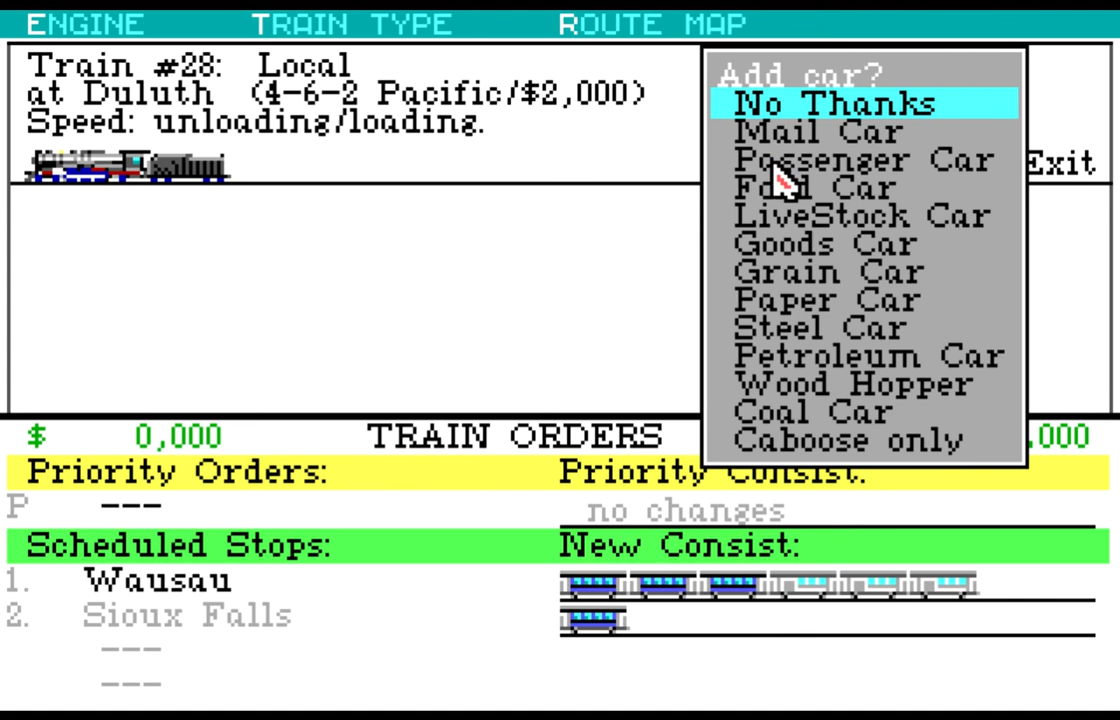 ENGINE TRAIN TYPE ROUTE MAP
Train #28: Local
at Duluth (4-6-2 Pacific/$2,000)
Speed: unloading/loading.
Add car?
No Thanks
Mail Car
Passenger Car
Car
LiveStock Car
Goods Car
Grain Car
Paper Car
Steel Car
Petroleum Car
Wood Hopper
Coal Car
Caboose only
Exit
$ 0,000 TRAIN ORDERS ,000
Priority Orders: Priority Consist:
P --- no changes
Scheduled Stops: New Consist:
1. Wausau
2. Sioux Falls
---
---